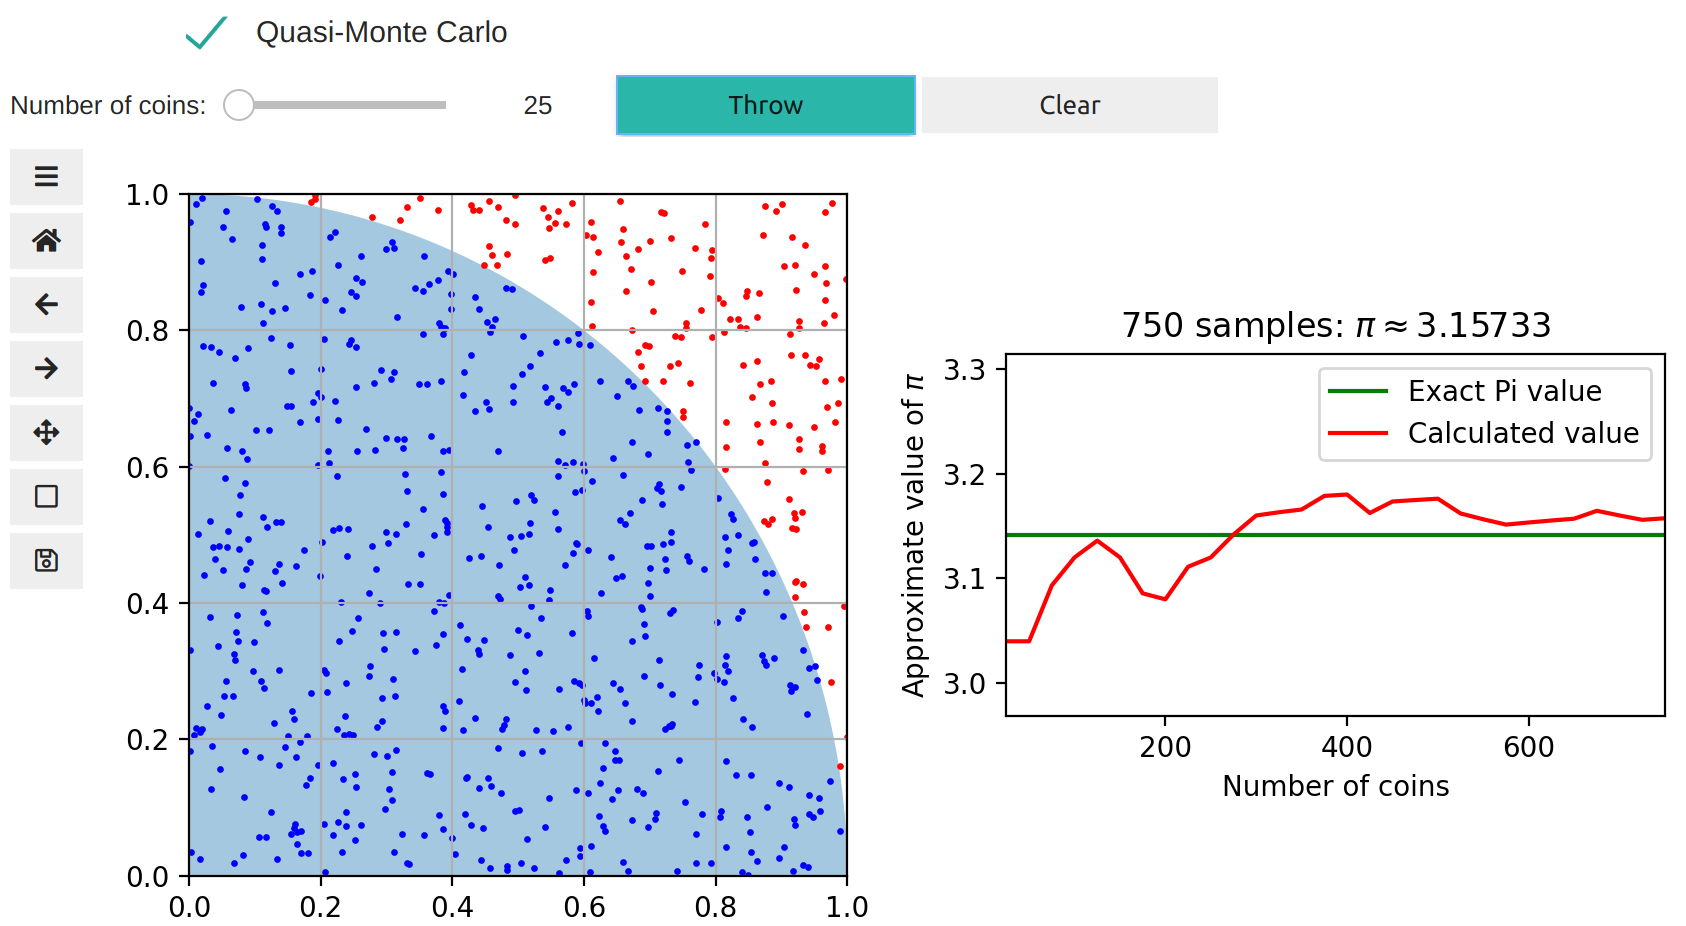 Quasi-Monte Carlo
Number of coins: 25 Throw Clear
1.0
0.8
0.6
0.4
0.2
0.0
0.0 0.2 0.4 0.6 0.8 1.0
750 samples: π ≈ 3.15733
3.3
3.2
3.1
3.0
Approximate value of π
Exact Pi value
Calculated value
200 400 600
Number of coins